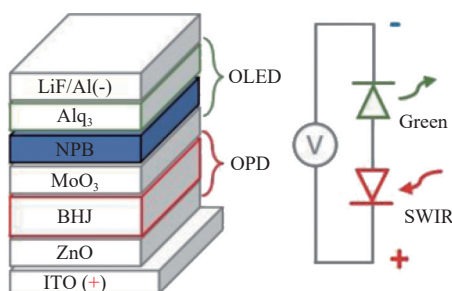 LiF/Al(-)
Alq₃
NPB
MoO₃
BHJ
ZnO
ITO (+)
OLED
OPD
-
V
Green
SWIR
+